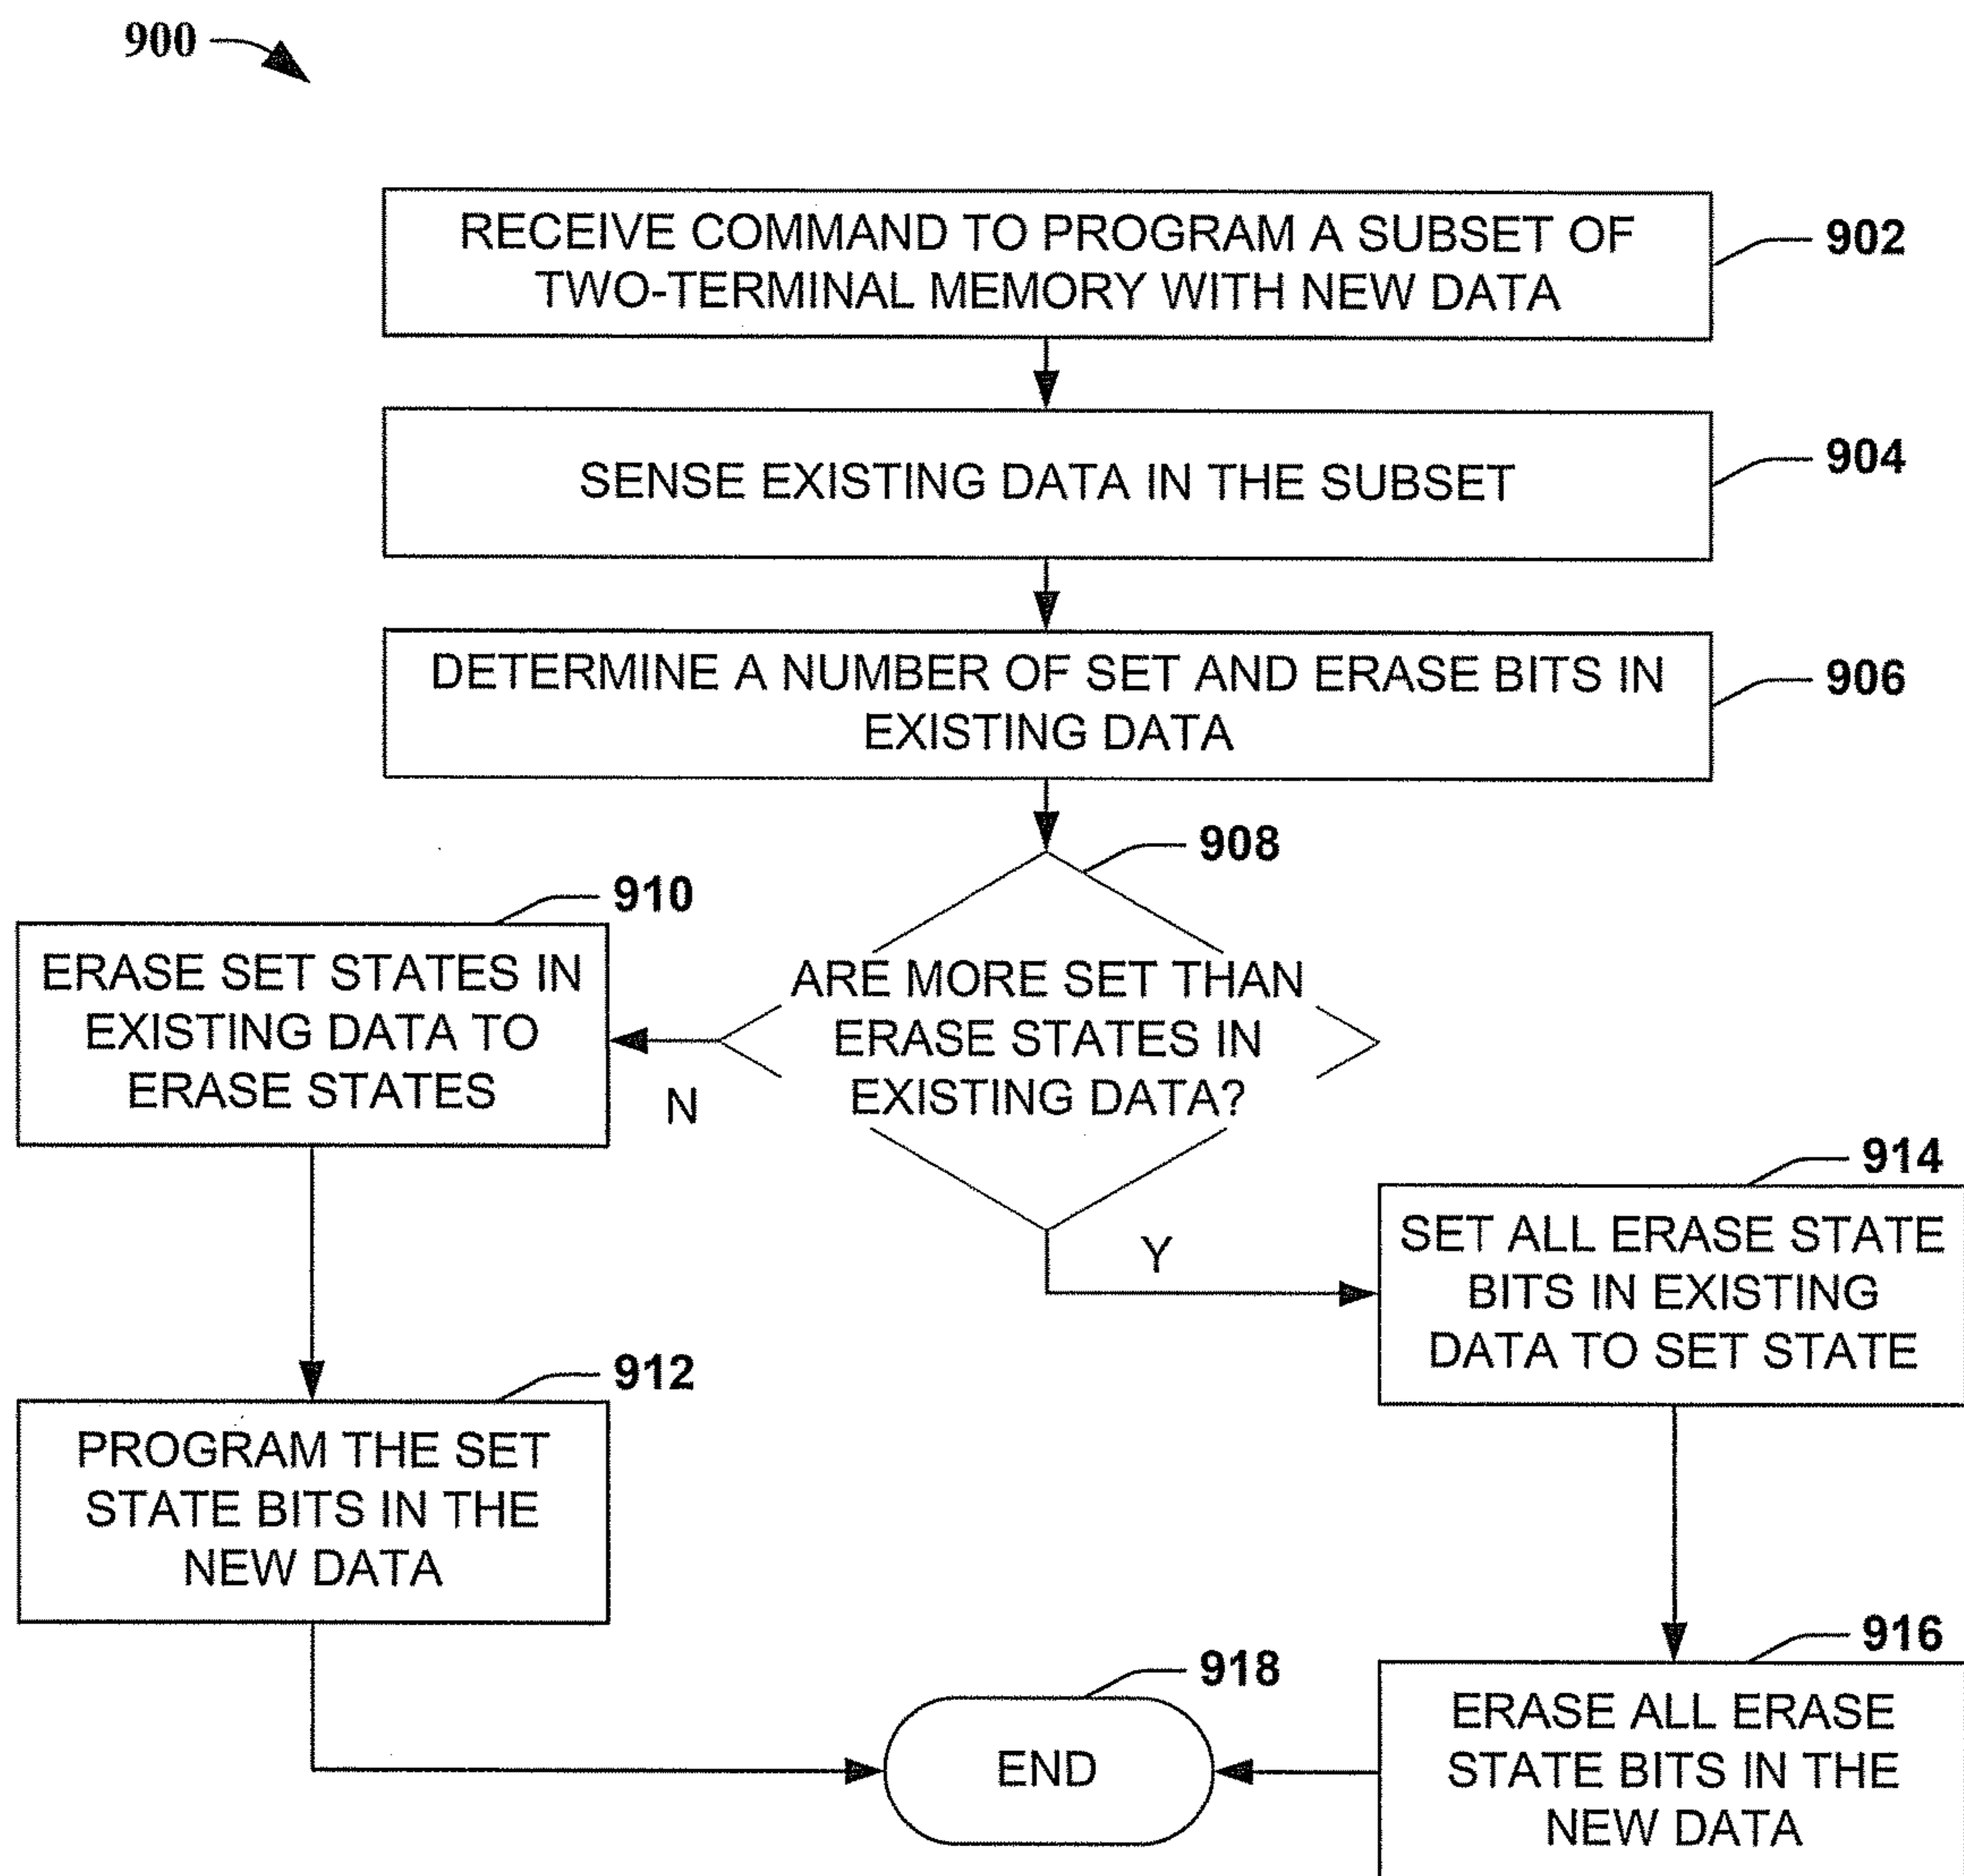 900
RECEIVE COMMAND TO PROGRAM A SUBSET OF
TWO-TERMINAL MEMORY WITH NEW DATA
902
SENSE EXISTING DATA IN THE SUBSET
904
DETERMINE A NUMBER OF SET AND ERASE BITS IN
EXISTING DATA
906
908
ARE MORE SET THAN
ERASE STATES IN
EXISTING DATA?
N
Y
910
ERASE SET STATES IN
EXISTING DATA TO
ERASE STATES
912
PROGRAM THE SET
STATE BITS IN THE
NEW DATA
914
SET ALL ERASE STATE
BITS IN EXISTING
DATA TO SET STATE
916
ERASE ALL ERASE
STATE BITS IN THE
NEW DATA
918
END